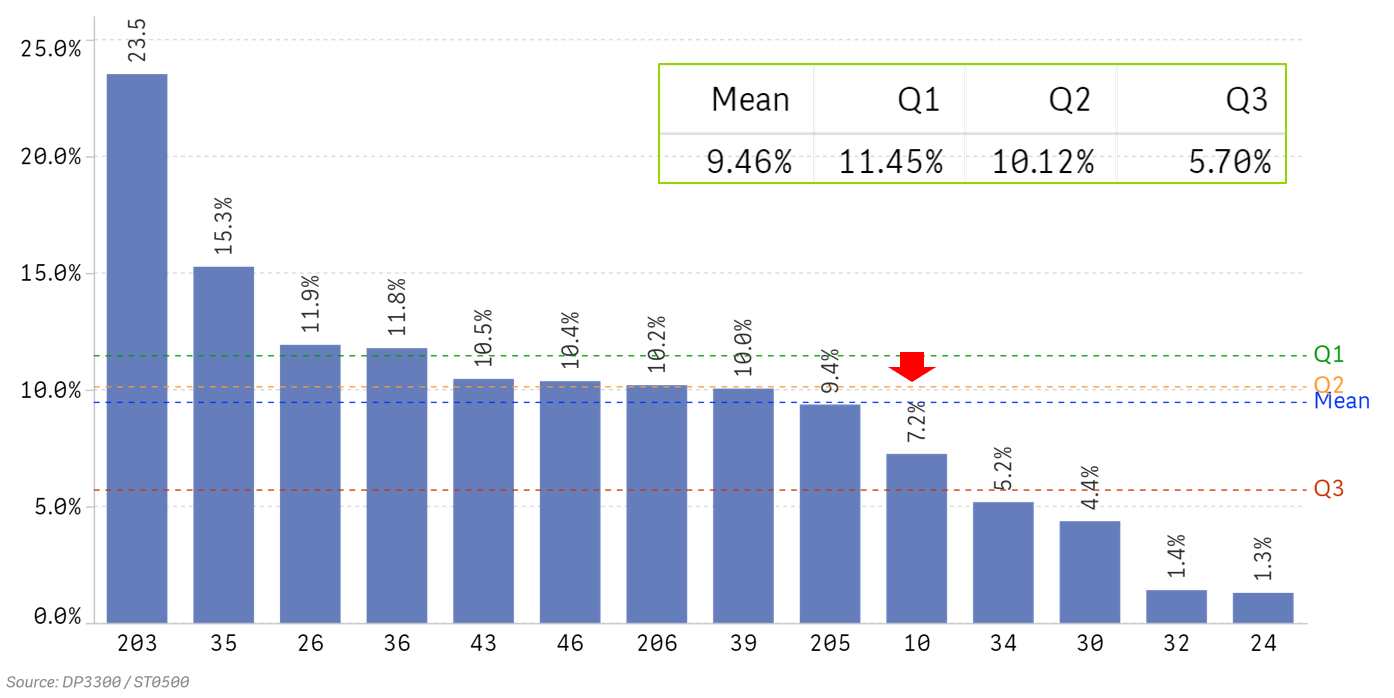 25.0%
20.0%
15.0%
10.0%
5.0%
0.0%
23.5
15.3%
11.9%
11.8%
10.5%
10.4%
10.2%
10.0%
9.4%
7.2%
5.2%
4.4%
1.4%
1.3%
Mean Q1 Q2 Q3
9.46% 11.45% 10.12% 5.70%
Q1
Q2
Mean
Q3
203 35 26 36 43 46 206 39 205 10 34 30 32 24
Source: DP3300 / ST0500